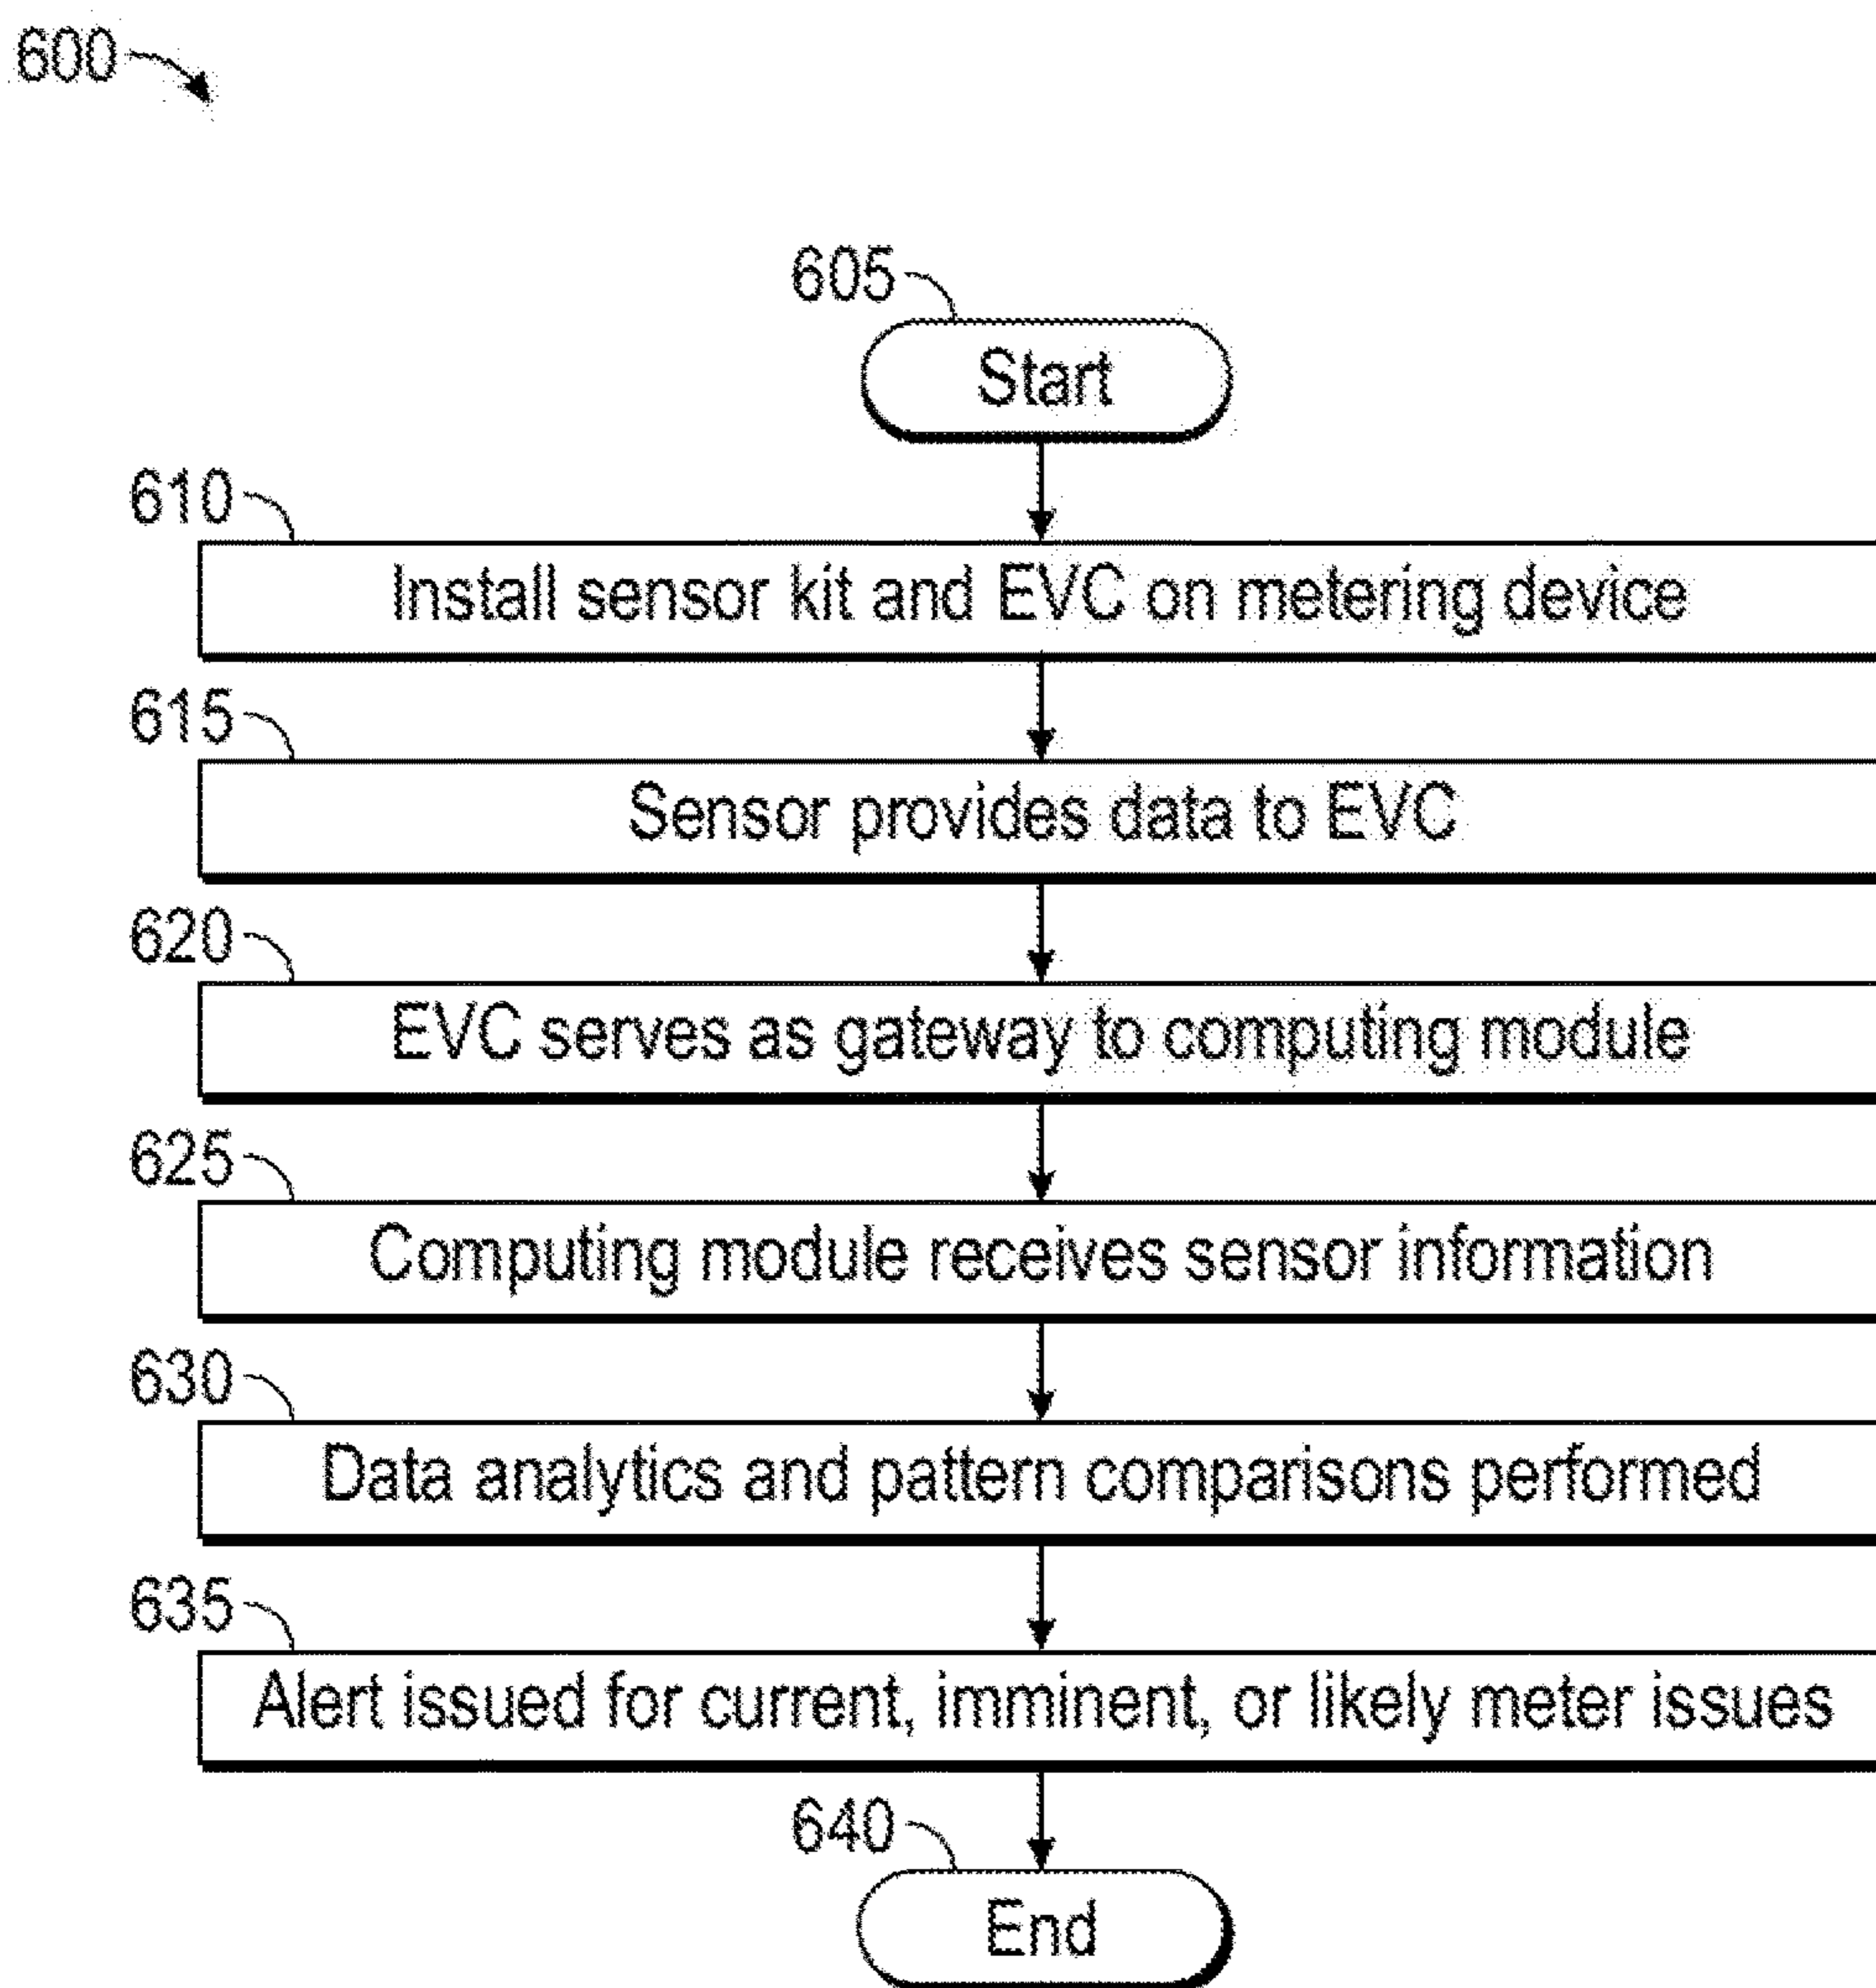 600
605
Start
610
Install sensor kit and EVC on metering device
615
Sensor provides data to EVC
620
EVC serves as gateway to computing module
625
Computing module receives sensor information
630
Data analytics and pattern comparisons performed
635
Alert issued for current, imminent, or likely meter issues
640
End